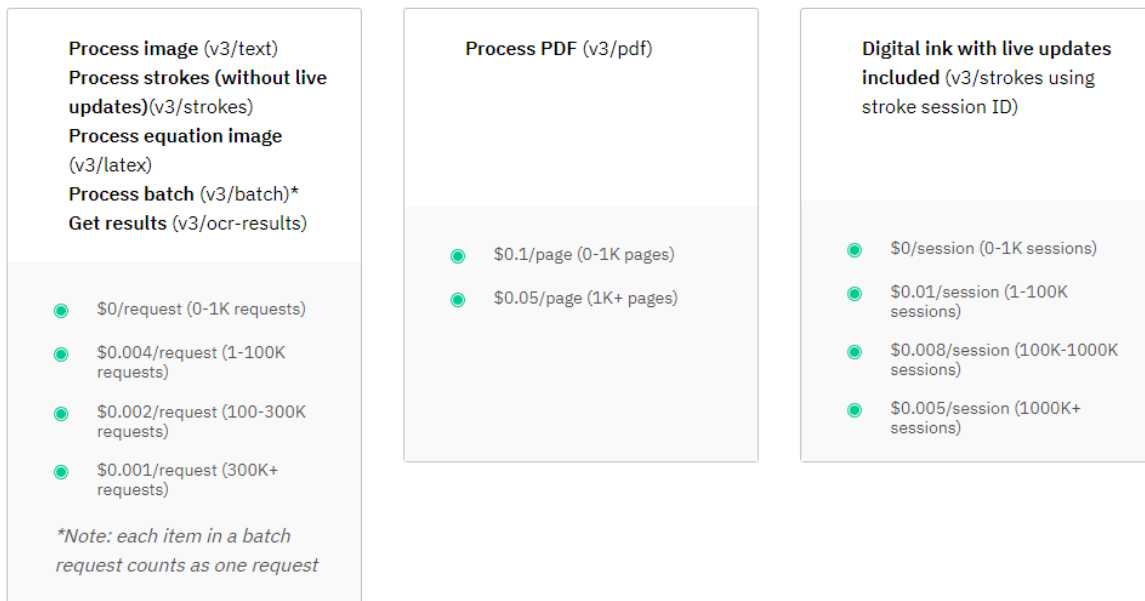 Process image (v3/text)
Process strokes (without live
updates)(v3/strokes)
Process equation image
(v3/latex)
Process batch (v3/batch)*
Get results (v3/ocr-results)
$0/request (0-1K requests)
$0.004/request (1-100K
requests)
$0.002/request (100-300K
requests)
$0.001/request (300K+
requests)
*Note: each item in a batch
request counts as one request
Process PDF (v3/pdf)
$0.1/page (0-1K pages)
$0.05/page (1K+ pages)
Digital ink with live updates
included (v3/strokes using
stroke session ID)
$0/session (0-1K sessions)
$0.01/session (1-100K
sessions)
$0.008/session (100K-1000K
sessions)
$0.005/session (1000K+
sessions)